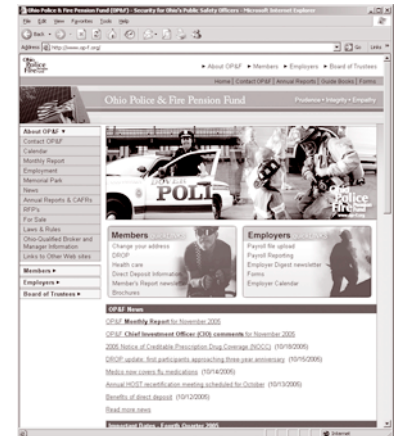 Ohio Police & Fire Pension Fund (OP&F) - Security for Ohio's Public Safety Officers - Microsoft Internet Explorer
File Edit View Favorites Tools Help
Back
Address http://www.op-f.org/ Go Links »
Ohio Police Fire
► About OP&F ► Members ► Employers ► Board of Trustees
Home | Contact OP&F | Annual Reports | Guide Books | Forms
Ohio Police & Fire Pension Fund Prudence • Integrity • Empathy
About OP&F ▼
Contact OP&F
Calendar
Monthly Report
Employment
Memorial Park
News
Annual Reports & CAFRs
RFP's
For Sale
Laws & Rules
Ohio-Qualified Broker and
Manager Information
Links to Other Web sites
Members ►
Employers ►
Board of Trustees ►
DOVER
POLI
Ohio Police Fire
Members
Change your address
DROP
Health care
Direct Deposit Information
Member's Report newsletter
Brochures
Employers
Payroll file upload
Payroll Reporting
Employer Digest newsletter
Forms
Employer Calendar
OP&F News
OP&F Monthly Report for November 2005
OP&F Chief Investment Officer (CIO) comments for November 2005
2005 Notice of Creditable Prescription Drug Coverage (NOCC) (10/18/2005)
DROP update: first participants approaching three year anniversary (10/15/2005)
Medco now covers flu medications (10/14/2005)
Annual HOST recertification meeting scheduled for October (10/13/2005)
Benefits of direct deposit (10/12/2005)
Read more news
Important Dates - Fourth Quarter 2005
Internet